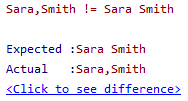 Sara,Smith != Sara Smith
Expected :Sara Smith
Actual   :Sara,Smith
<Click to see difference>